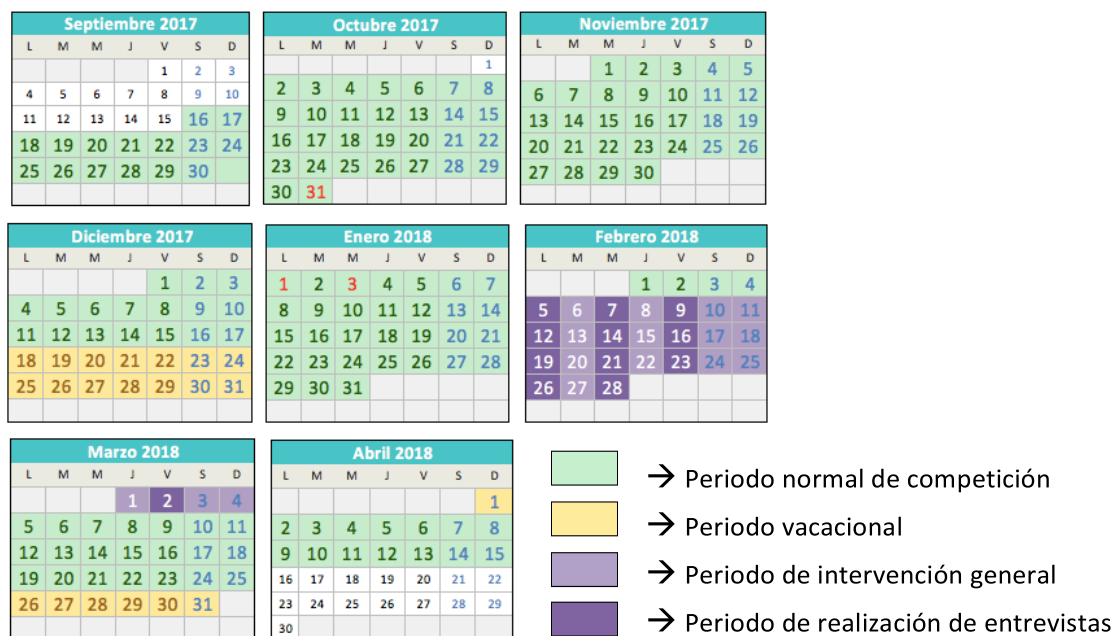 Septiembre 2017
L M M J V S D
1 2 3
4 5 6 7 8 9 10
11 12 13 14 15 16 17
18 19 20 21 22 23 24
25 26 27 28 29 30
Octubre 2017
L M M J V S D
1
2 3 4 5 6 7 8
9 10 11 12 13 14 15
16 17 18 19 20 21 22
23 24 25 26 27 28 29
30 31
Noviembre 2017
L M M J V S D
1 2 3 4 5
6 7 8 9 10 11 12
13 14 15 16 17 18 19
20 21 22 23 24 25 26
27 28 29 30
Diciembre 2017
L M M J V S D
1 2 3
4 5 6 7 8 9 10
11 12 13 14 15 16 17
18 19 20 21 22 23 24
25 26 27 28 29 30 31
Enero 2018
L M M J V S D
1 2 3 4 5 6 7
8 9 10 11 12 13 14
15 16 17 18 19 20 21
22 23 24 25 26 27 28
29 30 31
Febrero 2018
L M M J V S D
1 2 3 4
5 6 7 8 9 10 11
12 13 14 15 16 17 18
19 20 21 22 23 24 25
26 27 28
Marzo 2018
L M M J V S D
1 2 3 4
5 6 7 8 9 10 11
12 13 14 15 16 17 18
19 20 21 22 23 24 25
26 27 28 29 30 31
Abril 2018
L M M J V S D
1
2 3 4 5 6 7 8
9 10 11 12 13 14 15
16 17 18 19 20 21 22
23 24 25 26 27 28 29
30
→ Periodo normal de competición
→ Periodo vacacional
→ Periodo de intervención general
→ Periodo de realización de entrevistas